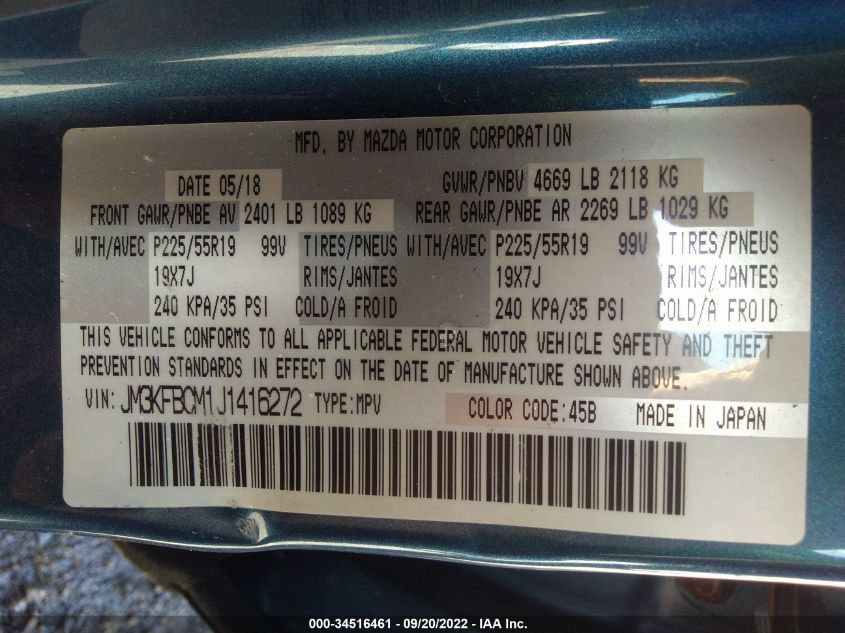 MFD. BY MAZDA MOTOR CORPORATION
DATE 05/18 GVWR/PNBV 4669 LB 2118 KG
FRONT GAWR/PNBE AV 2401 LB 1089 KG REAR GAWR/PNBE AR 2269 LB 1029 KG
WITH/AVEC P225/55R19 99V TIRES/PNEUS WITH/AVEC P225/55R19 99V TIRES/PNEUS
19X7J RIMS/JANTES 19X7J RIMS/JANTES
240 KPA/35 PSI COLD/A FROID 240 KPA/35 PSI COLD/A FROID
THIS VEHICLE CONFORMS TO ALL APPLICABLE FEDERAL MOTOR VEHICLE SAFETY AND THEFT
PREVENTION STANDARDS IN EFFECT ON THE DATE OF MANUFACTURE SHOWN ABOVE.
VIN: JM3KFBCM1J1416272 TYPE:MPV COLOR CODE:45B MADE IN JAPAN
000-34516461 - 09/20/2022 - IAA Inc.